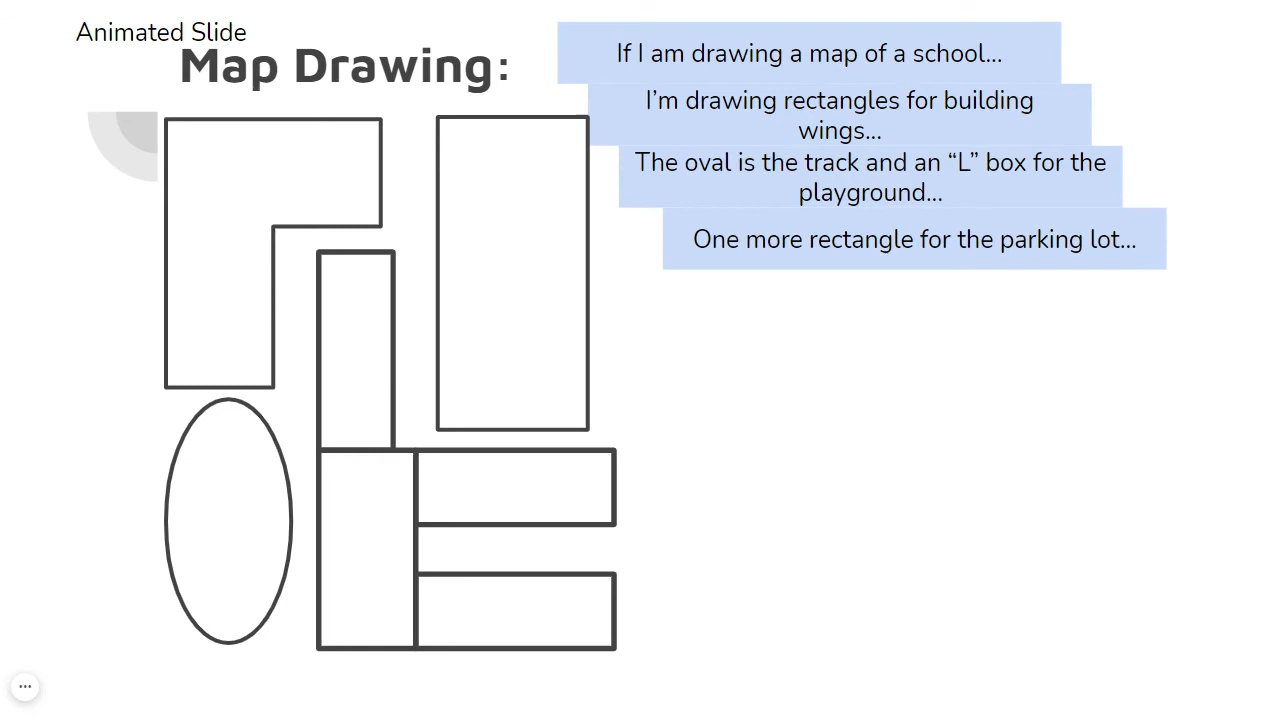 Animated Slide
Map Drawing:
If I am drawing a map of a school...
I’m drawing rectangles for building
wings...
The oval is the track and an “L” box for the
playground...
One more rectangle for the parking lot...